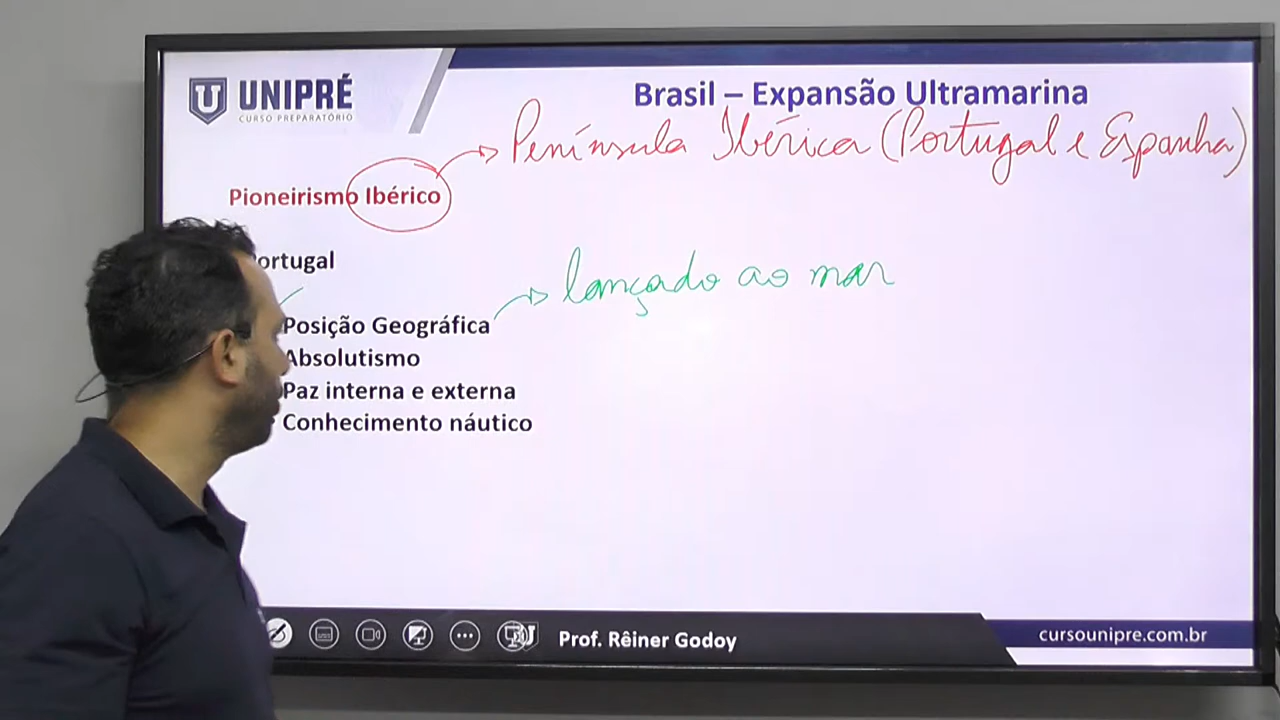 UNIPRÉ
CURSO PREPARATÓRIO
Brasil – Expansão Ultramarina
Península Ibérica (Portugal e Espanha)
Pioneirismo Ibérico
Portugal
lançado ao mar
Posição Geográfica
Absolutismo
Paz interna e externa
Conhecimento náutico
Prof. Rêiner Godoy
cursounipre.com.br